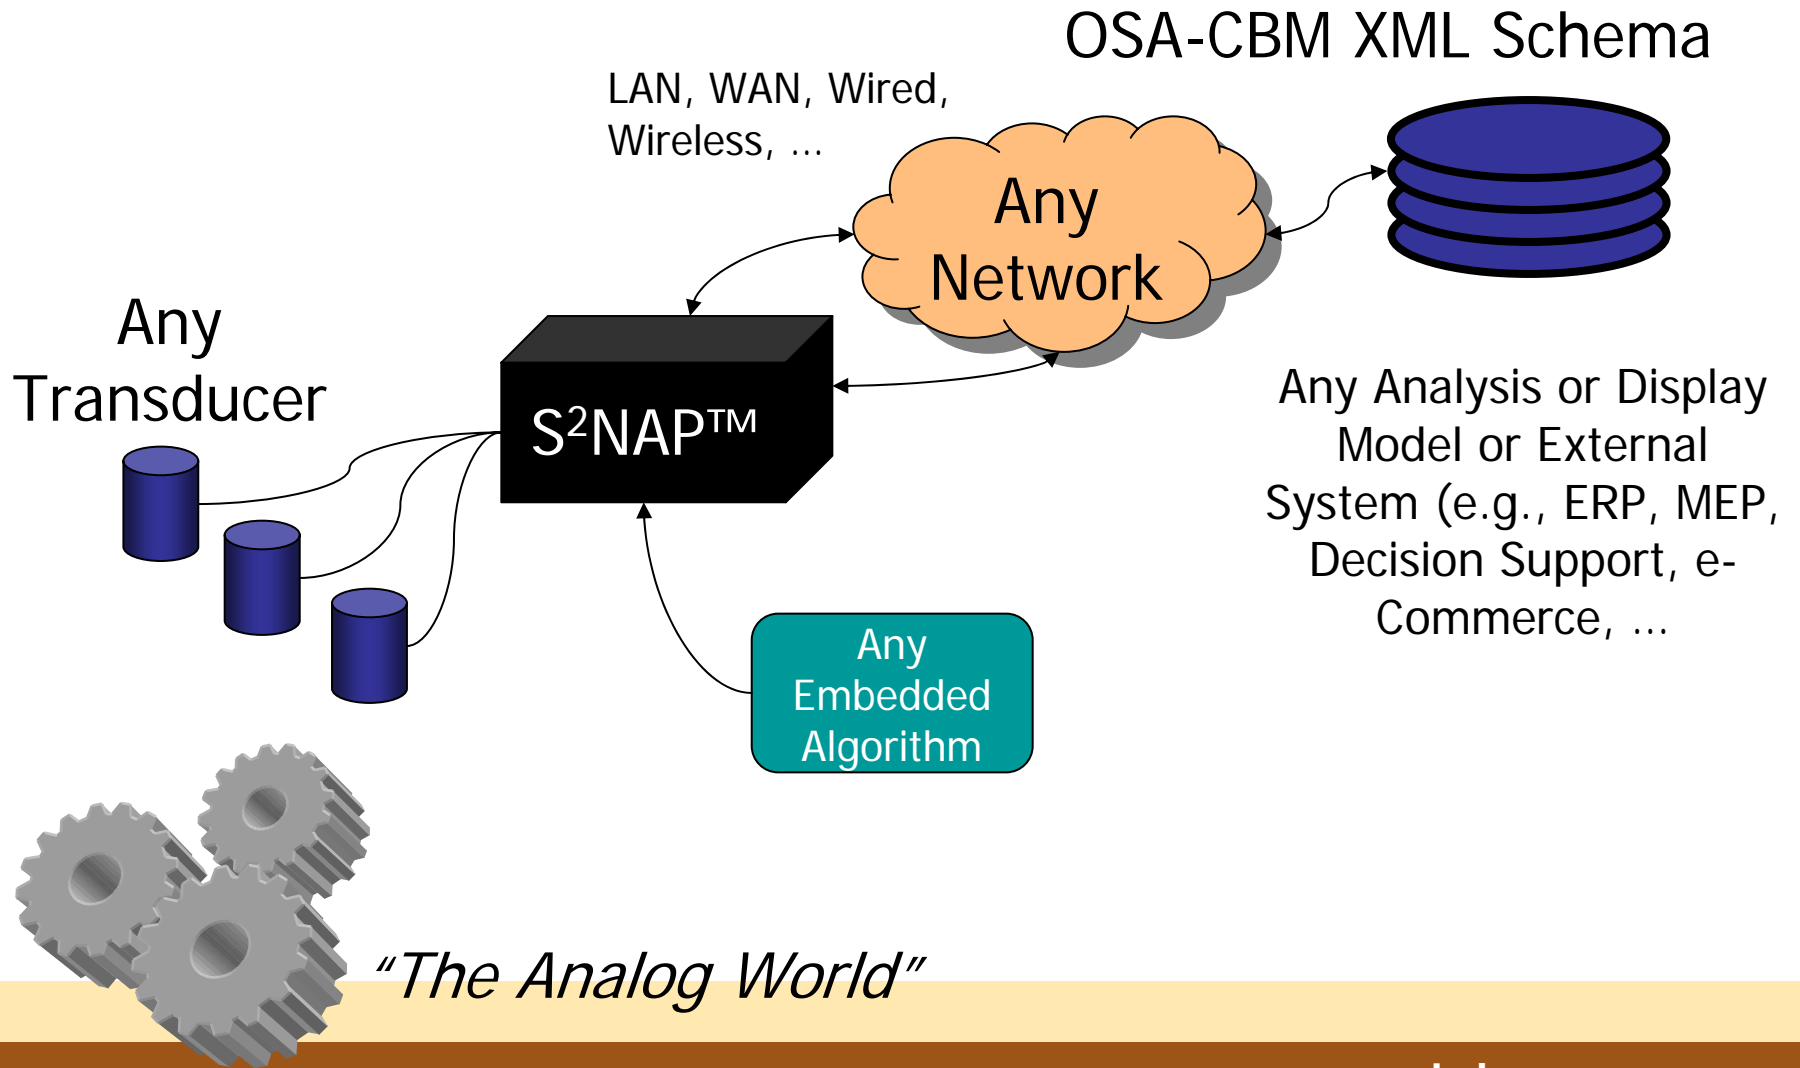 OSA-CBM XML Schema
LAN, WAN, Wired,
Wireless, ...
Any
Network
Any
Transducer
S²NAP™
Any Analysis or Display
Model or External
System (e.g., ERP, MEP,
Decision Support, e-
Commerce, ...
Any
Embedded
Algorithm
“The Analog World”